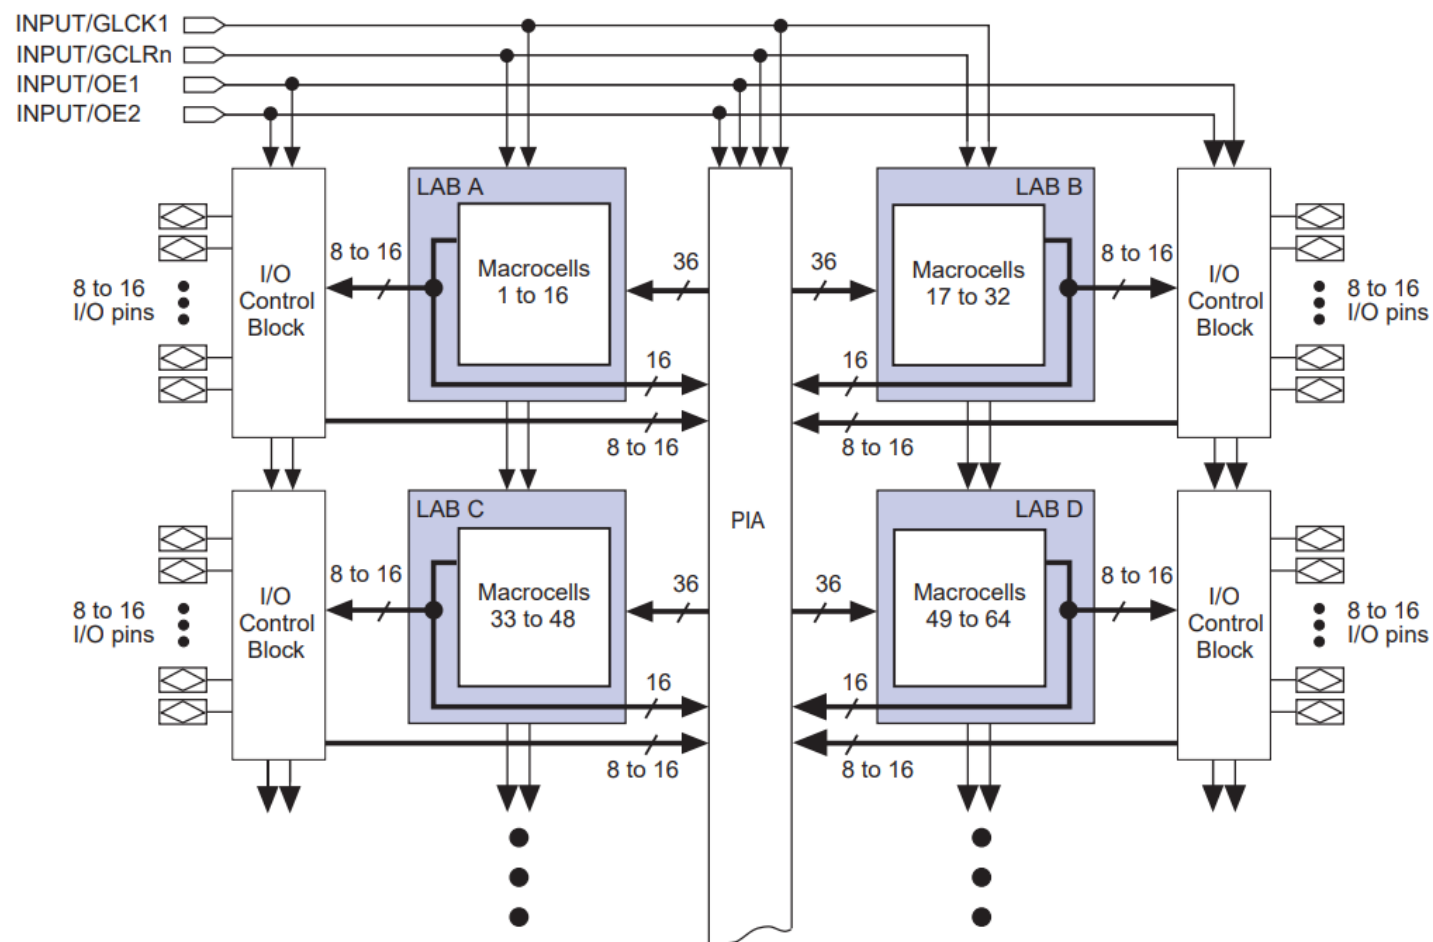 INPUT/GLCK1
INPUT/GCLRn
INPUT/OE1
INPUT/OE2
LAB A
LAB B
8 to 16
Macrocells
1 to 16
36
36
Macrocells
17 to 32
8 to 16
I/O
Control
Block
I/O
Control
Block
8 to 16
I/O pins
8 to 16
I/O pins
16
16
8 to 16
8 to 16
LAB C
PIA
LAB D
8 to 16
Macrocells
33 to 48
36
36
Macrocells
49 to 64
8 to 16
I/O
Control
Block
I/O
Control
Block
8 to 16
I/O pins
8 to 16
I/O pins
16
16
8 to 16
8 to 16